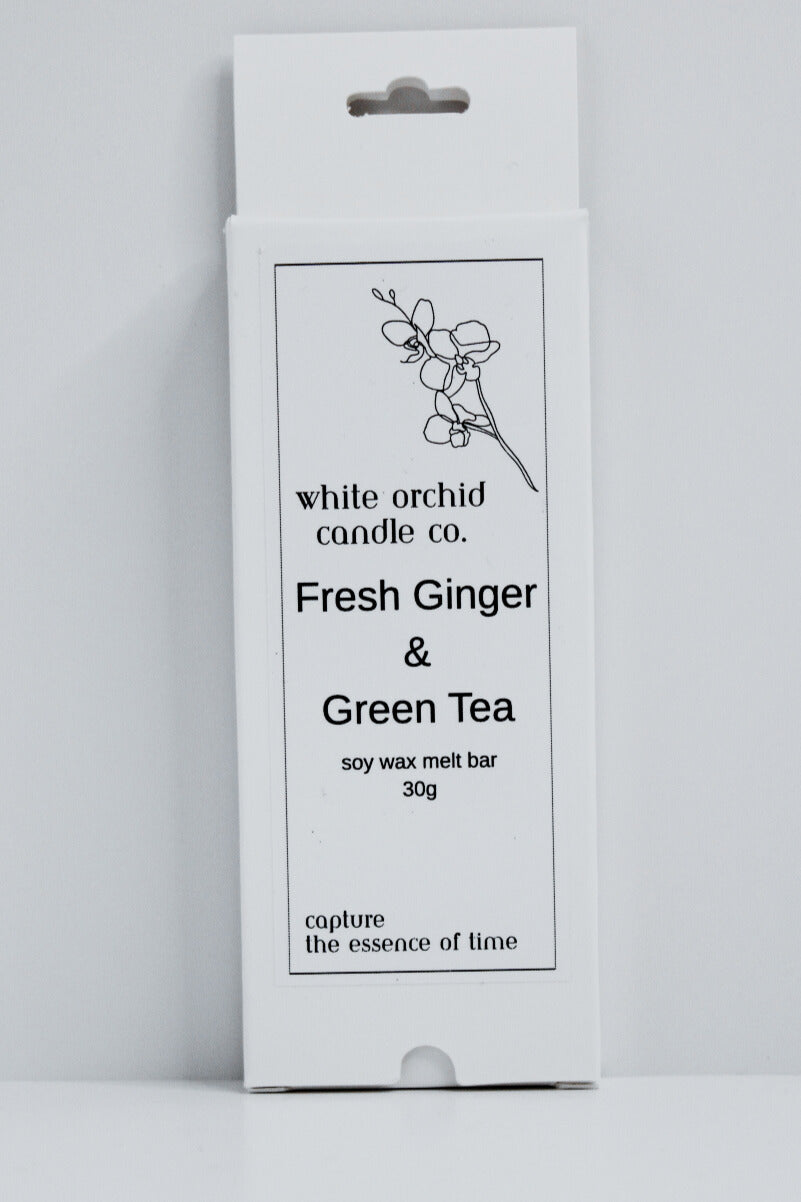 white orchid
candle co.
Fresh Ginger
&
Green Tea
soy wax melt bar
30g
capture
the essence of time